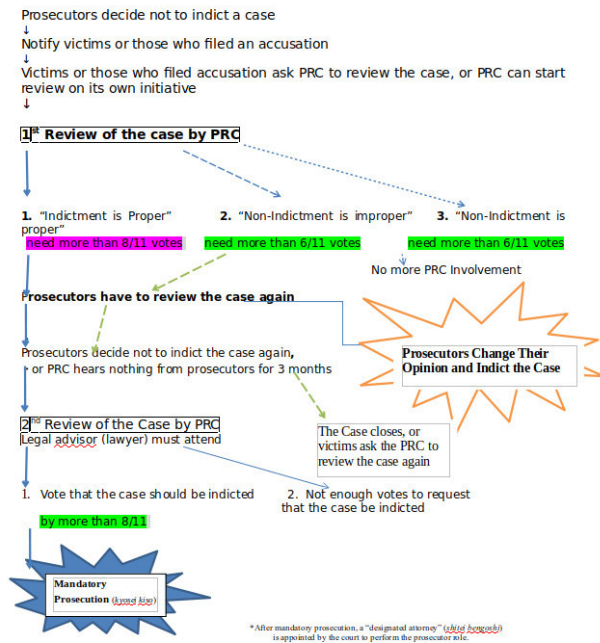 Prosecutors decide not to indict a case
↓
Notify victims or those who filed an accusation
↓
Victims or those who filed accusation ask PRC to review the case, or PRC can start
review on its own initiative
↓
1st Review of the case by PRC
1. “Indictment is Proper” 2. “Non-Indictment is improper” 3. “Non-Indictment is
proper”
need more than 8/11 votes need more than 6/11 votes need more than 6/11 votes
No more PRC Involvement
Prosecutors have to review the case again
Prosecutors Change Their
Opinion and Indict the Case
Prosecutors decide not to indict the case again,
· or PRC hears nothing from prosecutors for 3 months
2nd Review of the Case by PRC
Legal advisor (lawyer) must attend
The Case closes, or
victims ask the PRC to
review the case again
1. Vote that the case should be indicted
by more than 8/11
2. Not enough votes to request
that the case be indicted
Mandatory
Prosecution (kyosei kiso)
*After mandatory prosecution, a “designated attorney” (shitei bengoshi)
is appointed by the court to perform the prosecutor role.